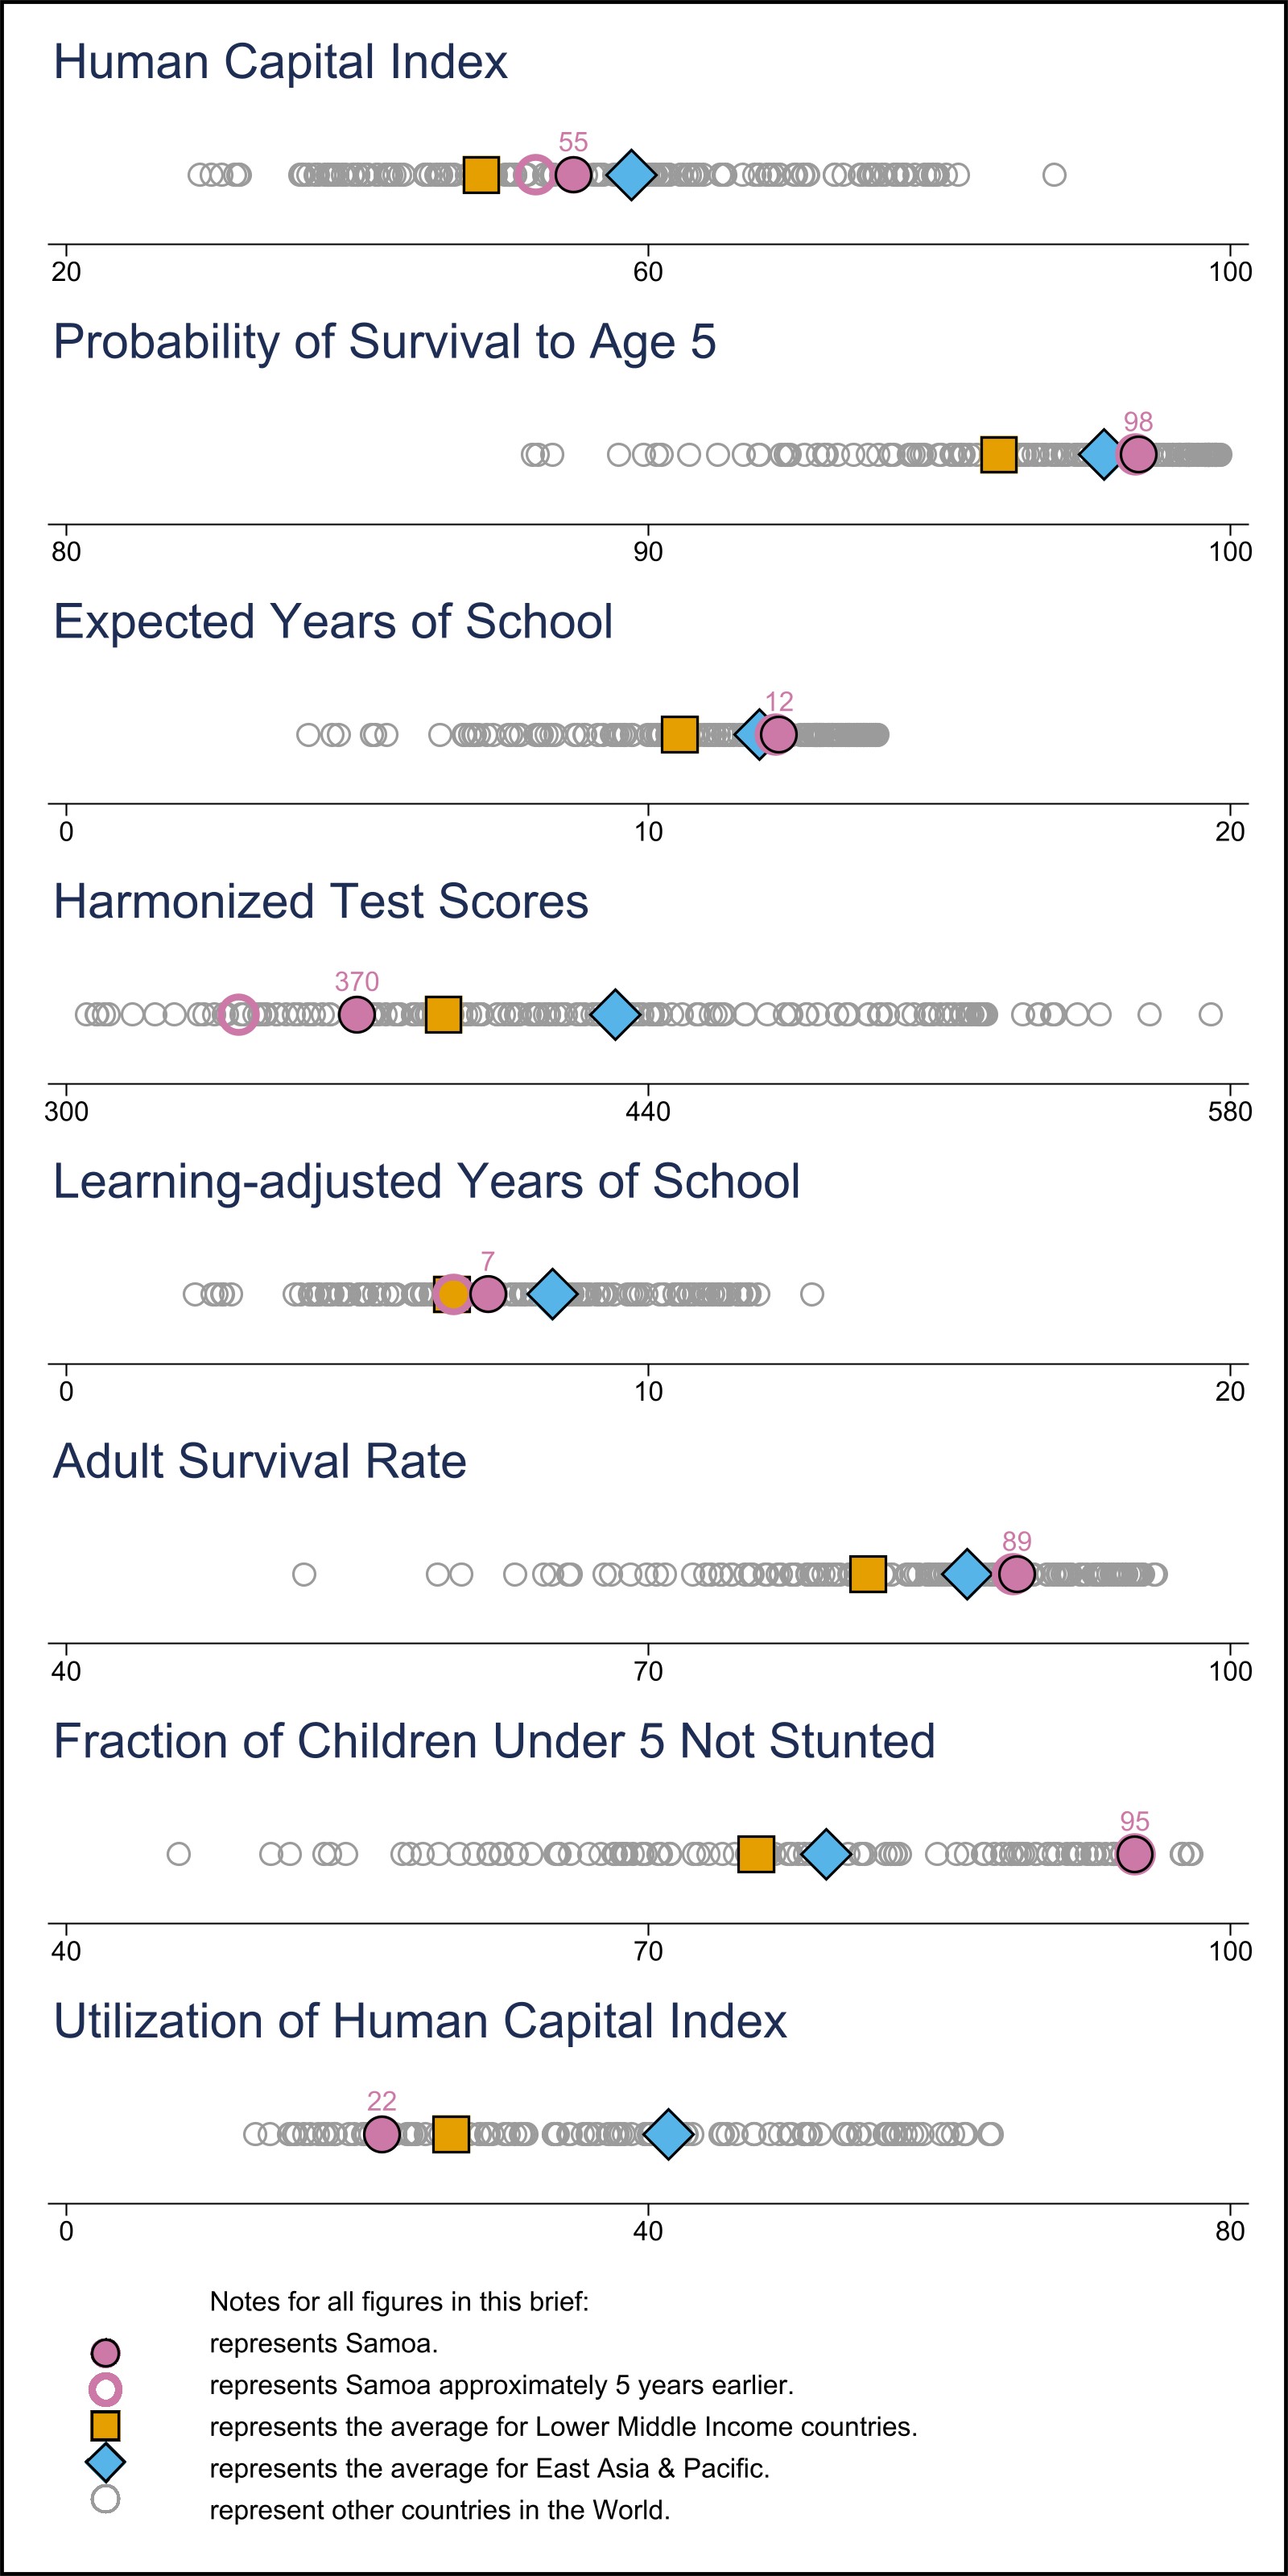 Human Capital Index
55
20 60 100
Probability of Survival to Age 5
98
80 90 100
Expected Years of School
12
0 10 20
Harmonized Test Scores
370
300 440 580
Learning-adjusted Years of School
7
0 10 20
Adult Survival Rate
89
40 70 100
Fraction of Children Under 5 Not Stunted
95
40 70 100
Utilization of Human Capital Index
22
0 40 80
Notes for all figures in this brief:
represents Samoa.
represents Samoa approximately 5 years earlier.
represents the average for Lower Middle Income countries.
represents the average for East Asia & Pacific.
represent other countries in the World.